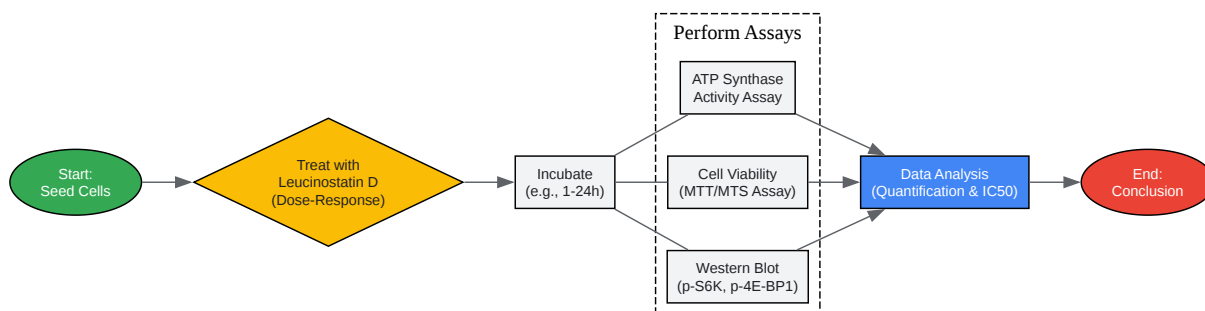 Start:
Seed Cells
Treat with
Leucinostatin D
(Dose-Response)
Incubate
(e.g., 1-24h)
Perform Assays
ATP Synthase
Activity Assay
Cell Viability
(MTT/MTS Assay)
Western Blot
(p-S6K, p-4E-BP1)
Data Analysis
(Quantification & IC50)
End:
Conclusion